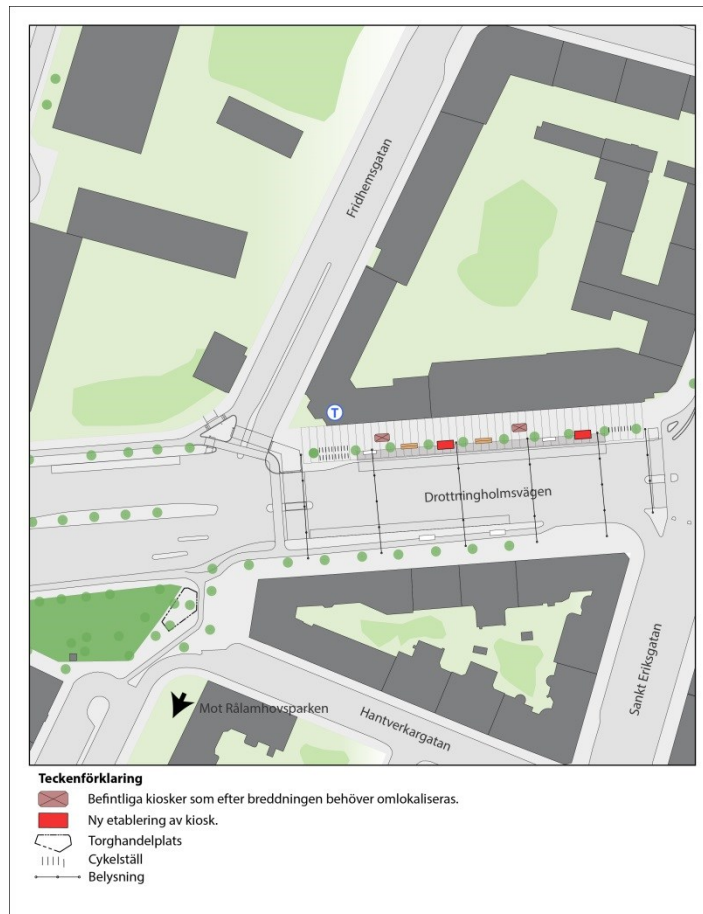 Fridhemsgatan
T
Drottningholmsvägen
Sankt Eriksgatan
Mot Rålamhovsparken
Hantverkargatan
Teckenförklaring
Befintliga kiosker som efter breddningen behöver omlokaliseras.
Ny etablering av kiosk.
Torghandelplats
Cykelställ
Belysning